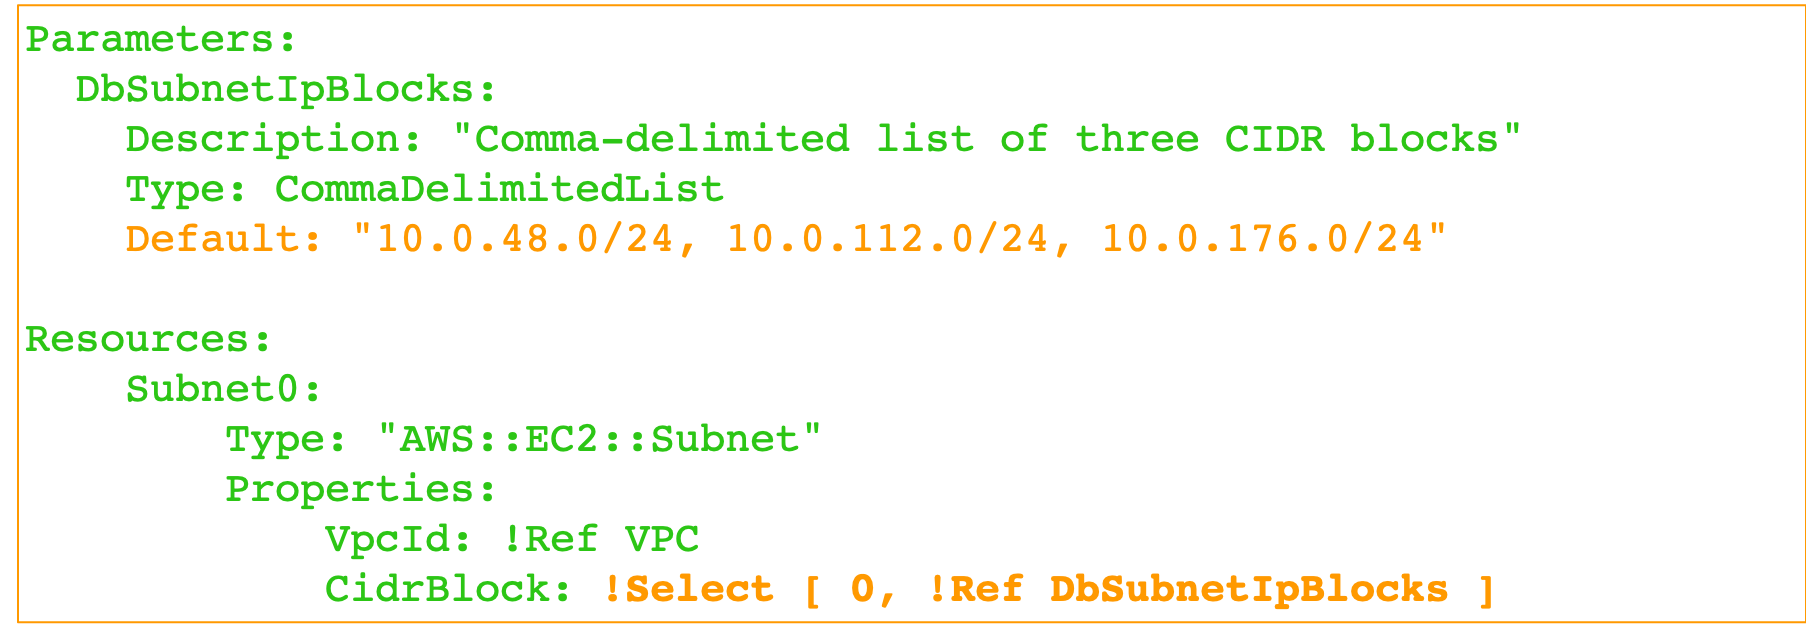 Parameters:
  DbSubnetIpBlocks:
    Description: "Comma-delimited list of three CIDR blocks"
    Type: CommaDelimitedList
    Default: "10.0.48.0/24, 10.0.112.0/24, 10.0.176.0/24"

Resources:
    Subnet0:
        Type: "AWS::EC2::Subnet"
        Properties:
            VpcId: !Ref VPC
            CidrBlock: !Select [ 0, !Ref DbSubnetIpBlocks ]